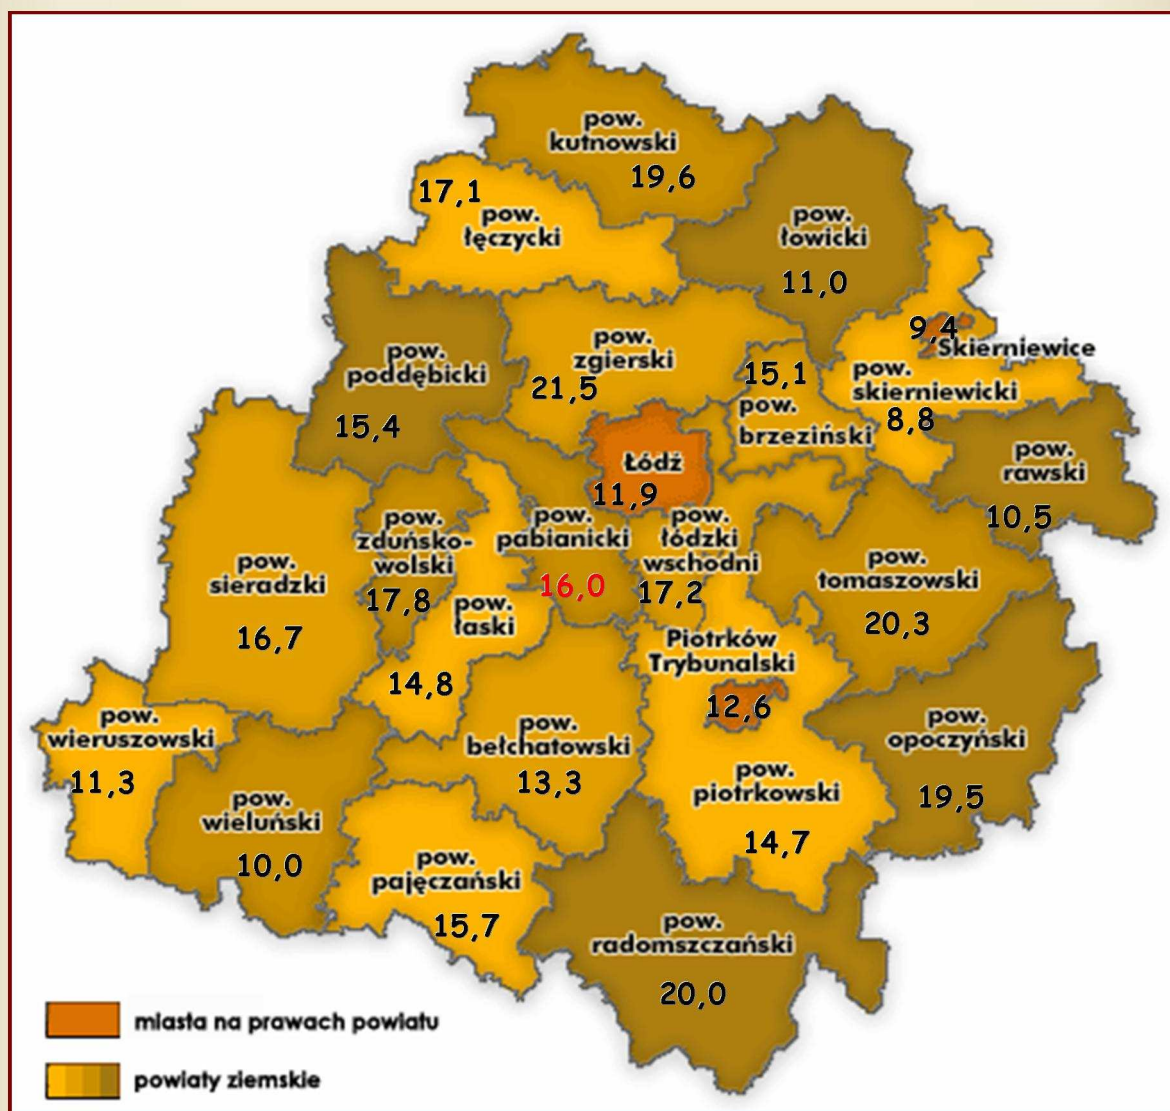 pow.
kutnowski
19,6
17,1
pow.
łęczycki
pow.
łowicki
11,0
9,4
Skierniewice
pow.
zgierski
21,5
pow.
poddębicki
15,4
15,1
pow.
brzeziński
pow.
skierniewicki
8,8
pow.
rawski
10,5
Łódź
11,9
pow.
zduńsko-
wolski
17,8
pow.
pabianicki
16,0
pow.
łódzki
wschodni
17,2
pow.
tomaszowski
20,3
pow.
sieradzki
16,7
pow.
łaski
14,8
Piotrków
Trybunalski
12,6
pow.
wieruszowski
11,3
pow.
bełchatowski
13,3
pow.
opoczyński
19,5
pow.
wieluński
10,0
pow.
piotrkowski
14,7
pow.
pajęczański
15,7
pow.
radomszczański
20,0
miasta na prawach powiatu
powiaty ziemskie